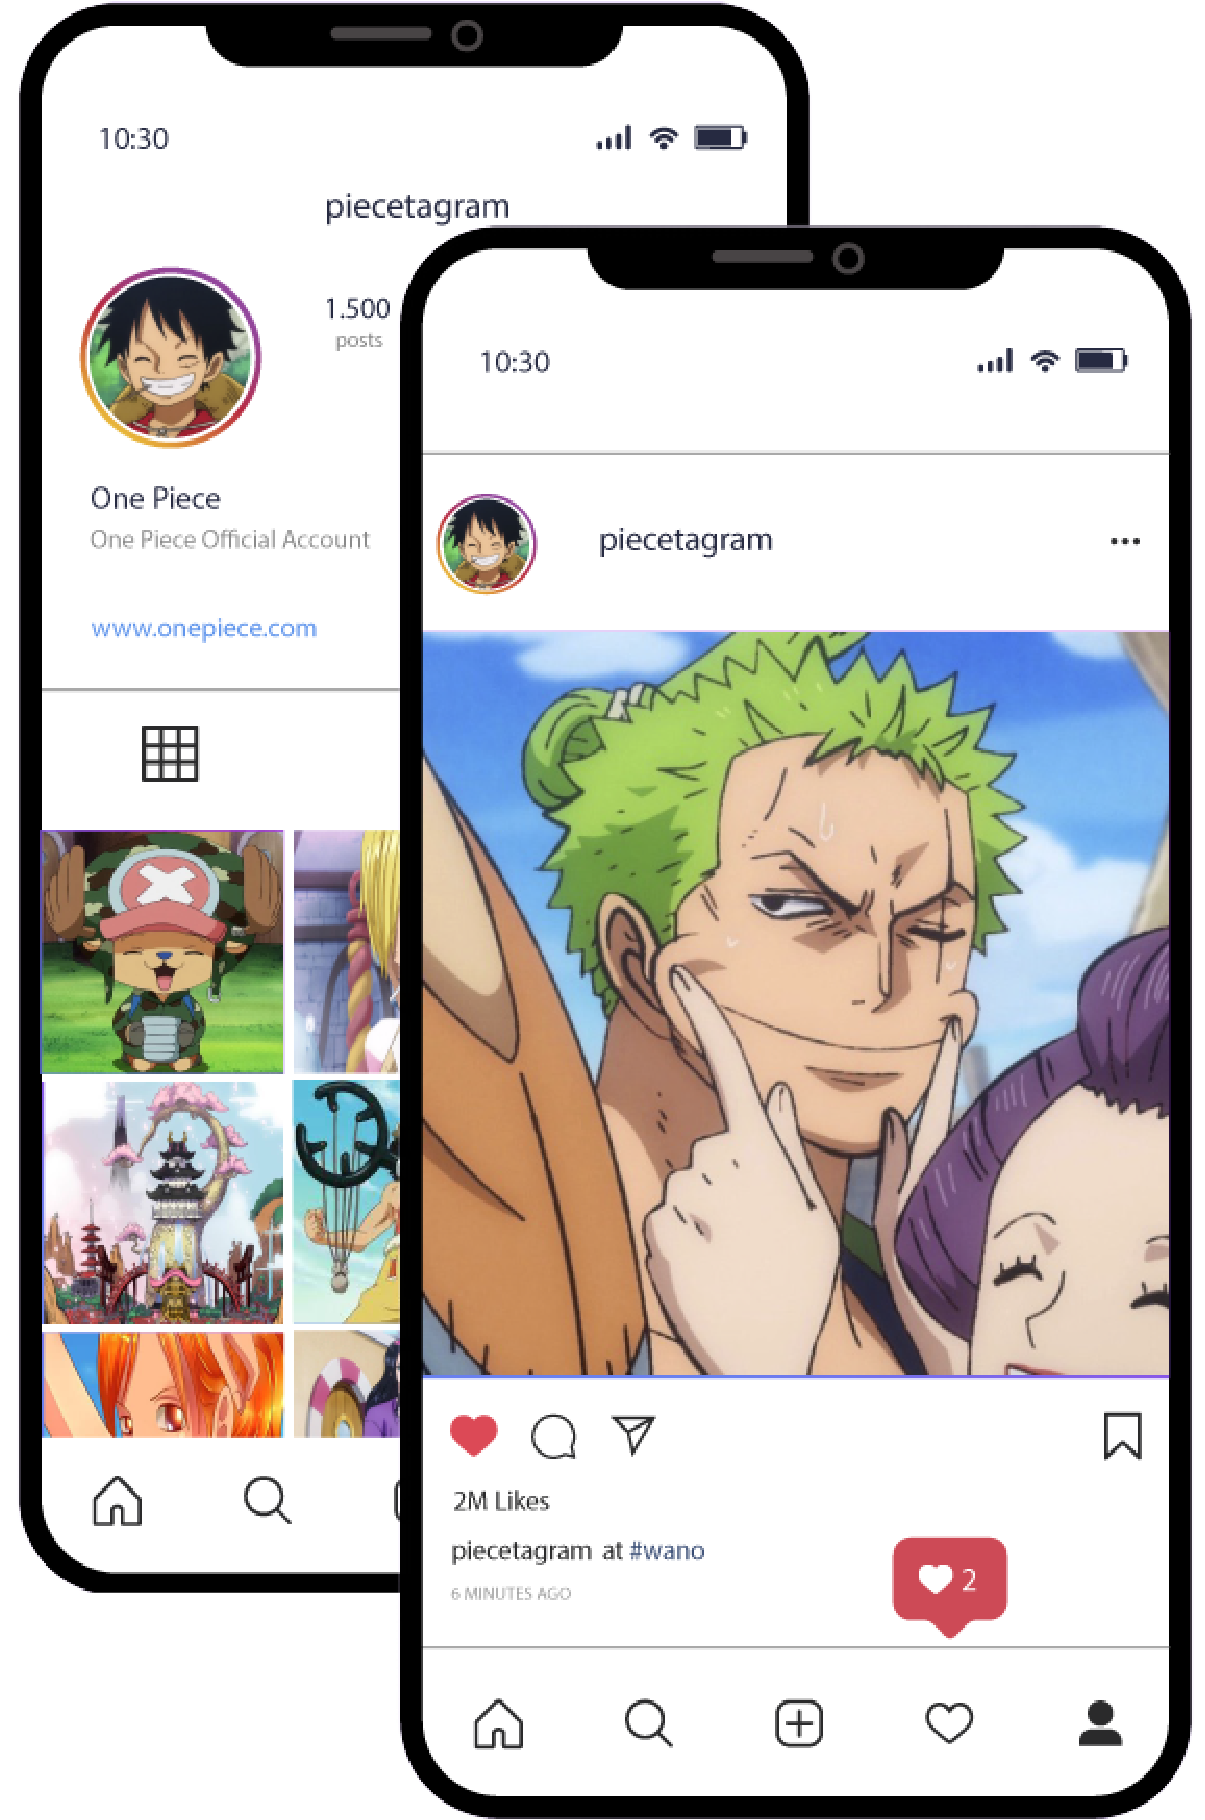 10:30
piecetagram
1.500
posts
One Piece
One Piece Official Account
www.onepiece.com
10:30
piecetagram
2M Likes
piecetagram at #wano
6 MINUTES AGO
2